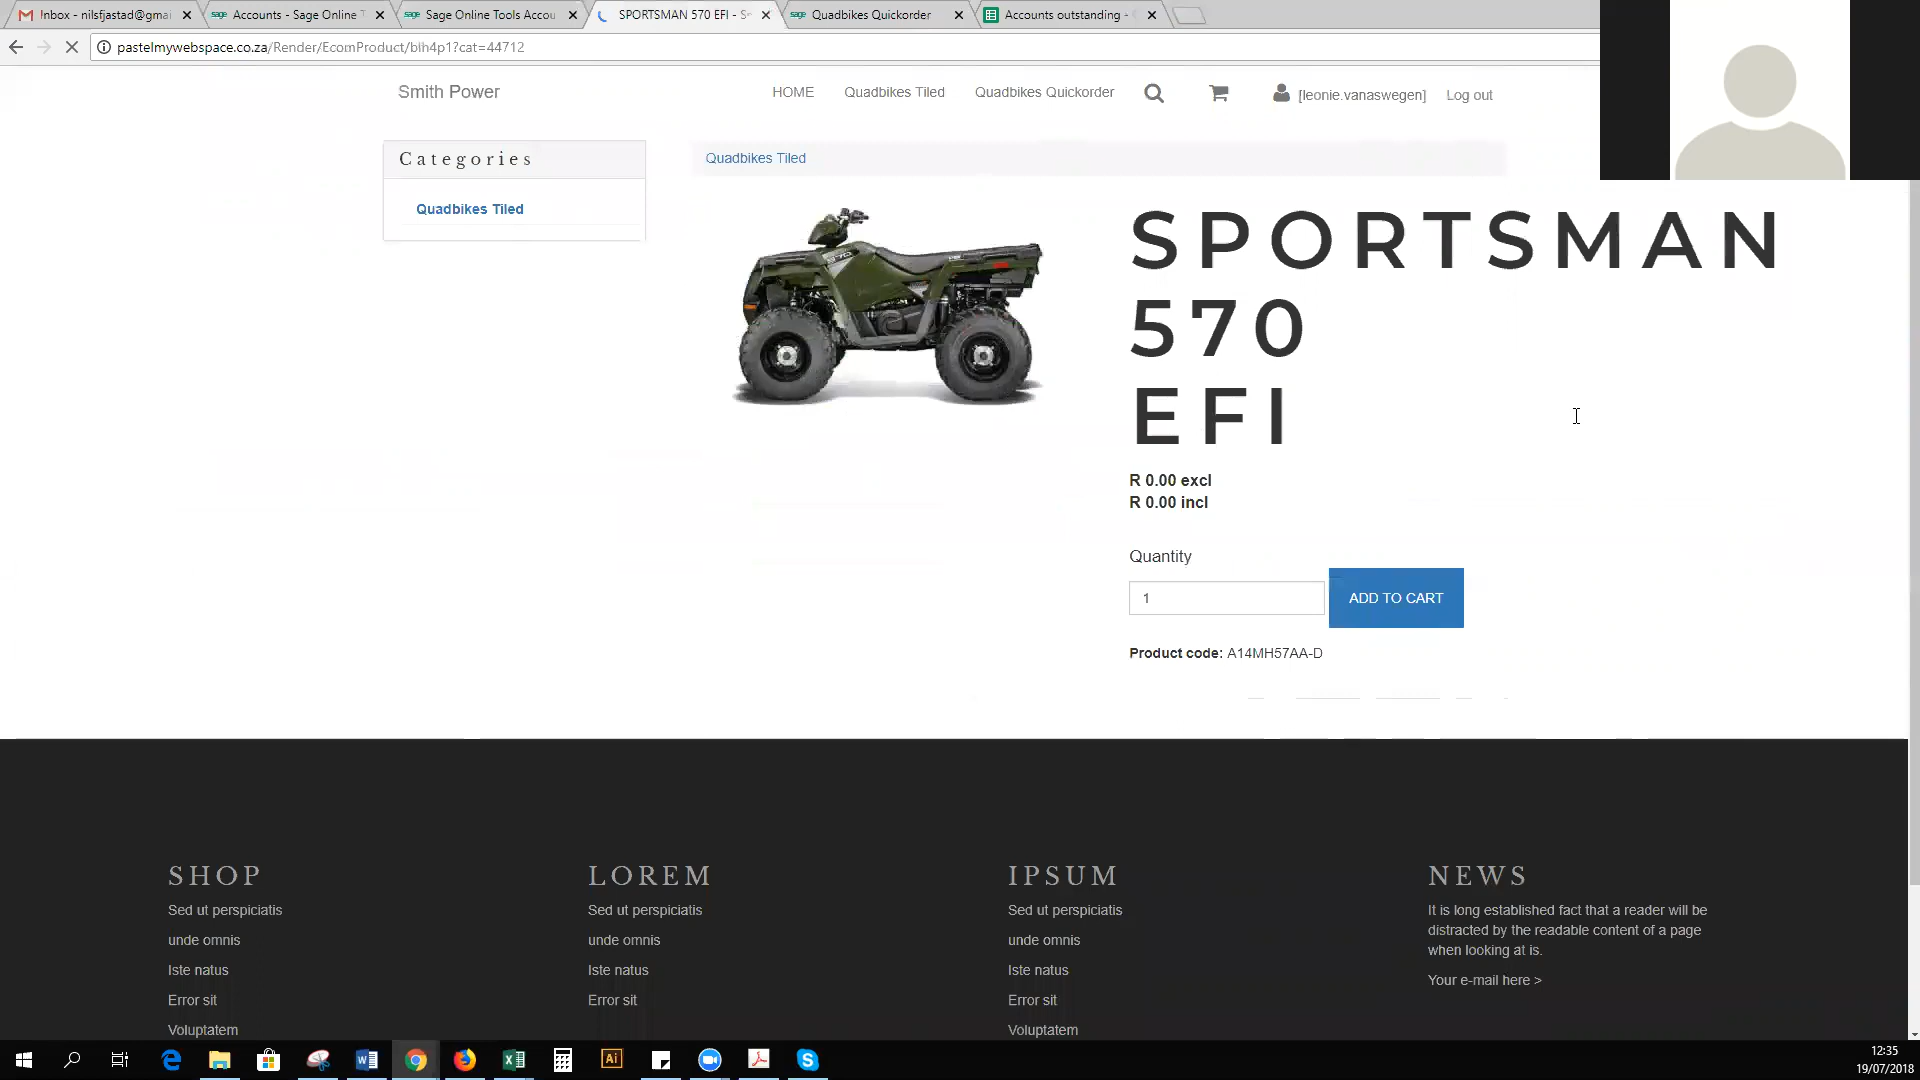 Inbox - nilsfjastad@gmai
Accounts - Sage Online T
Sage Online Tools Accou
SPORTSMAN 570 EFI - S
Quadbikes Quickorder
Accounts outstanding -
pastelmywebspace.co.za/Render/EcomProduct/bih4p1?cat=44712
Smith Power
HOME
Quadbikes Tiled
Quadbikes Quickorder
[leonie.vanaswegen]
Log out
Categories
Quadbikes Tiled
Quadbikes Tiled
570
SPORTSMAN
570
EFI
R 0.00 excl
R 0.00 incl
Quantity
1
ADD TO CART
Product code: A14MH57AA-D
SHOP
Sed ut perspiciatis
unde omnis
Iste natus
Error sit
Voluptatem
LOREM
Sed ut perspiciatis
unde omnis
Iste natus
Error sit
IPSUM
Sed ut perspiciatis
unde omnis
Iste natus
Error sit
Voluptatem
NEWS
It is long established fact that a reader will be
distracted by the readable content of a page
when looking at is.
Your e-mail here >
12:35
19/07/2018